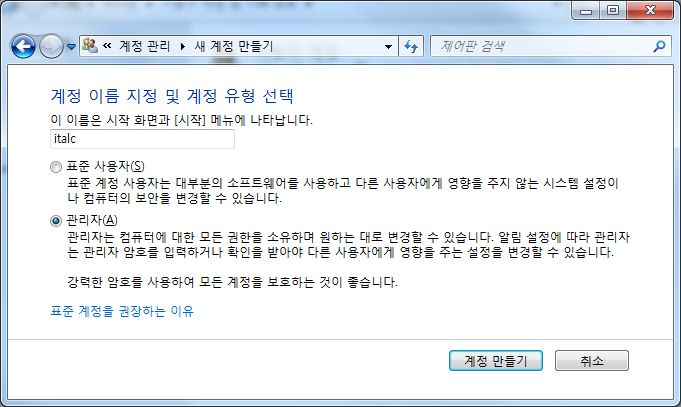 « 계정 관리 ▸ 새 계정 만들기
제어판 검색
계정 이름 지정 및 계정 유형 선택
이 이름은 시작 화면과 [시작] 메뉴에 나타납니다.
italc
표준 사용자(S)
표준 계정 사용자는 대부분의 소프트웨어를 사용하고 다른 사용자에게 영향을 주지 않는 시스템 설정이
나 컴퓨터의 보안을 변경할 수 있습니다.
관리자(A)
관리자는 컴퓨터에 대한 모든 권한을 소유하며 원하는 대로 변경할 수 있습니다. 알림 설정에 따라 관리자
는 관리자 암호를 입력하거나 확인을 받아야 다른 사용자에게 영향을 주는 설정을 변경할 수 있습니다.
강력한 암호를 사용하여 모든 계정을 보호하는 것이 좋습니다.
표준 계정을 권장하는 이유
계정 만들기
취소